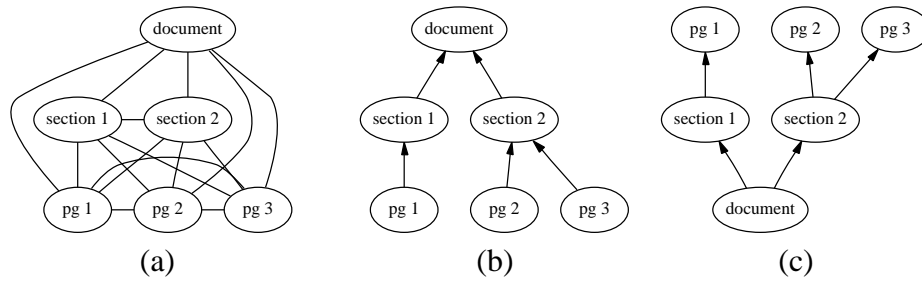 document
section 1
section 2
pg 1
pg 2
pg 3
(a)
document
section 1
section 2
pg 1
pg 2
pg 3
(b)
pg 1
pg 2
pg 3
section 1
section 2
document
(c)